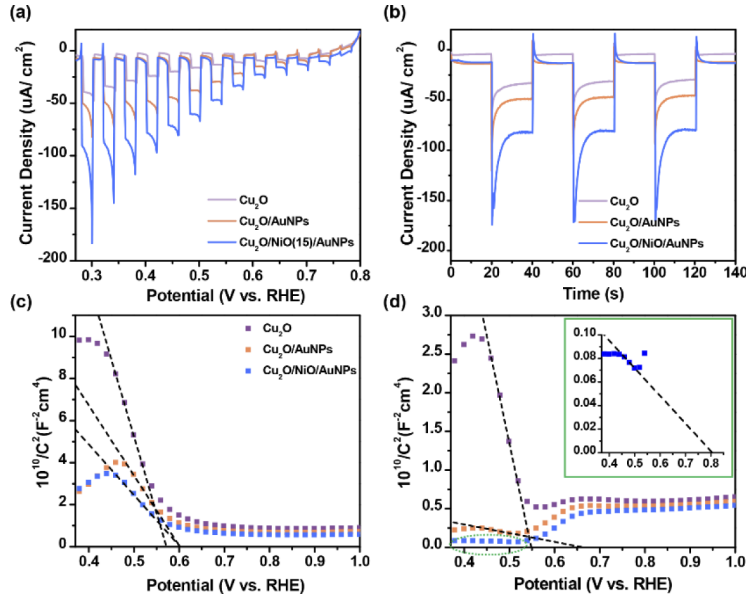 (a)
Current Density (uA/ cm²)
0
-50
-100
-150
-200
Cu₂O
Cu₂O/AuNPs
Cu₂O/NiO(15)/AuNPs
0.3 0.4 0.5 0.6 0.7 0.8
Potential (V vs. RHE)
(b)
Current Density (uA/ cm²)
0
-50
-100
-150
-200
Cu₂O
Cu₂O/AuNPs
Cu₂O/NiO/AuNPs
0 20 40 60 80 100 120 140
Time (s)
(c)
10¹⁰/C²(F⁻²cm⁴)
10
8
6
4
2
0
Cu₂O
Cu₂O/AuNPs
Cu₂O/NiO/AuNPs
0.4 0.5 0.6 0.7 0.8 0.9 1.0
Potential (V vs. RHE)
(d)
10¹⁰/C²(F⁻²cm⁴)
3.0
2.5
2.0
1.5
1.0
0.5
0.0
0.10
0.08
0.06
0.04
0.02
0.00
0.4 0.5 0.6 0.7 0.8
0.4 0.5 0.6 0.7 0.8 0.9 1.0
Potential (V vs. RHE)